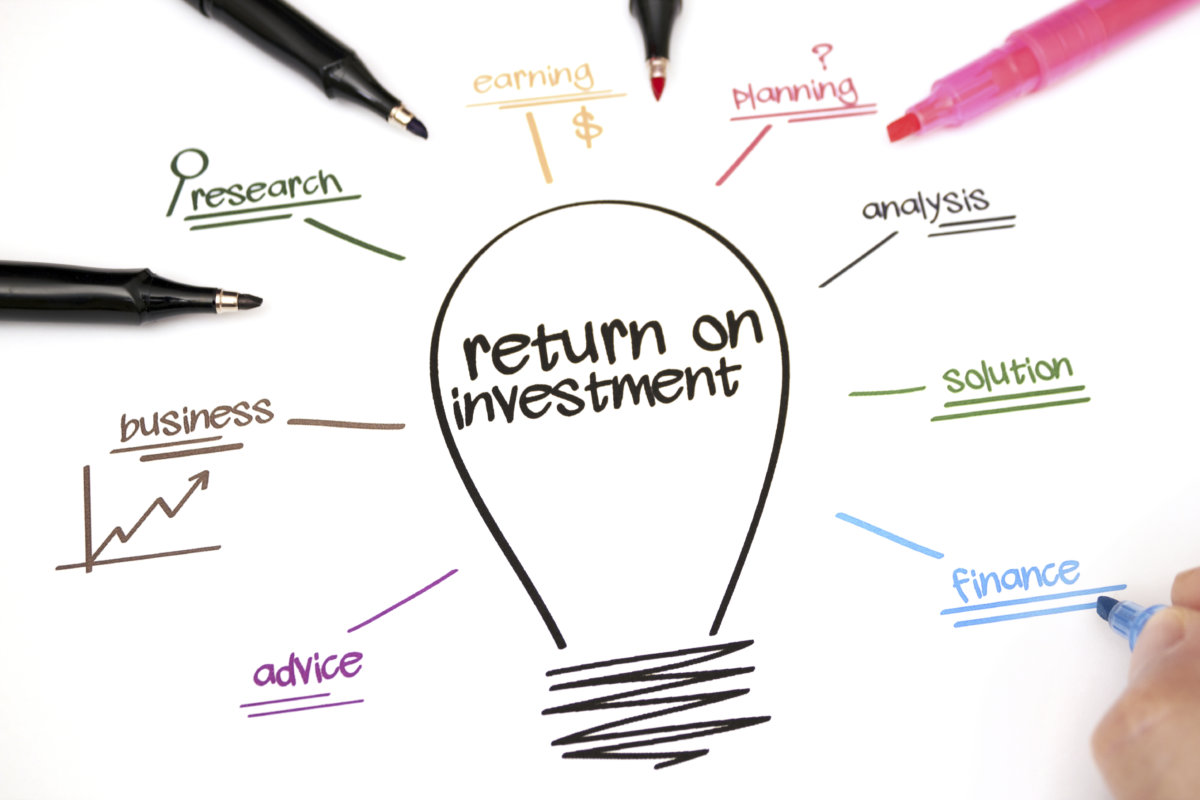 earning
$
?
planning
research
analysis
return on
investment
solution
business
finance
advice